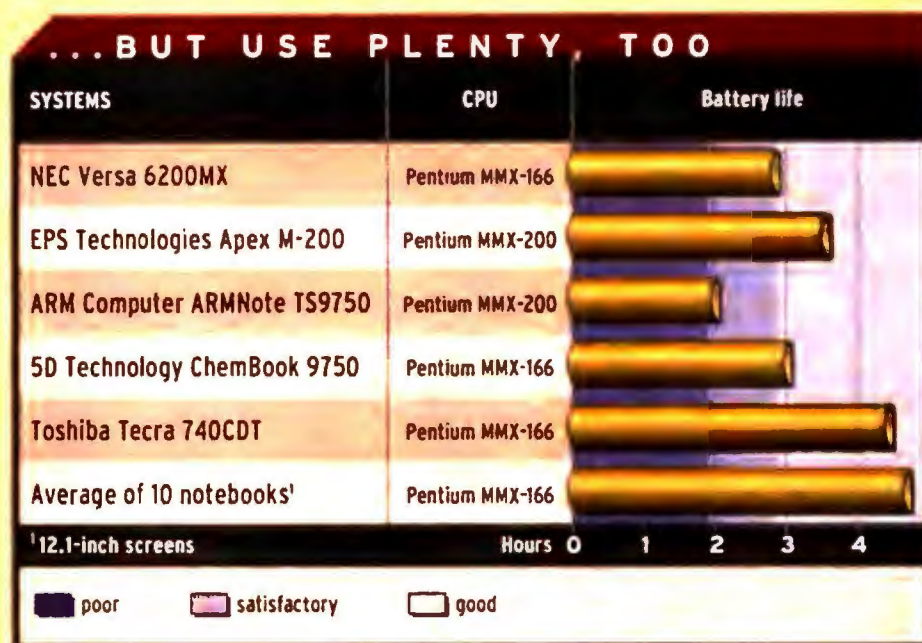 ...BUT USE PLENTY, TOO
SYSTEMS CPU Battery life
NEC Versa 6200MX Pentium MMX-166
EPS Technologies Apex M-200 Pentium MMX-200
ARM Computer ARMNote TS9750 Pentium MMX-200
5D Technology ChemBook 9750 Pentium MMX-166
Toshiba Tecra 740CDT Pentium MMX-166
Average of 10 notebooks¹ Pentium MMX-166
¹12.1-inch screens Hours 0 1 2 3 4
poor satisfactory good